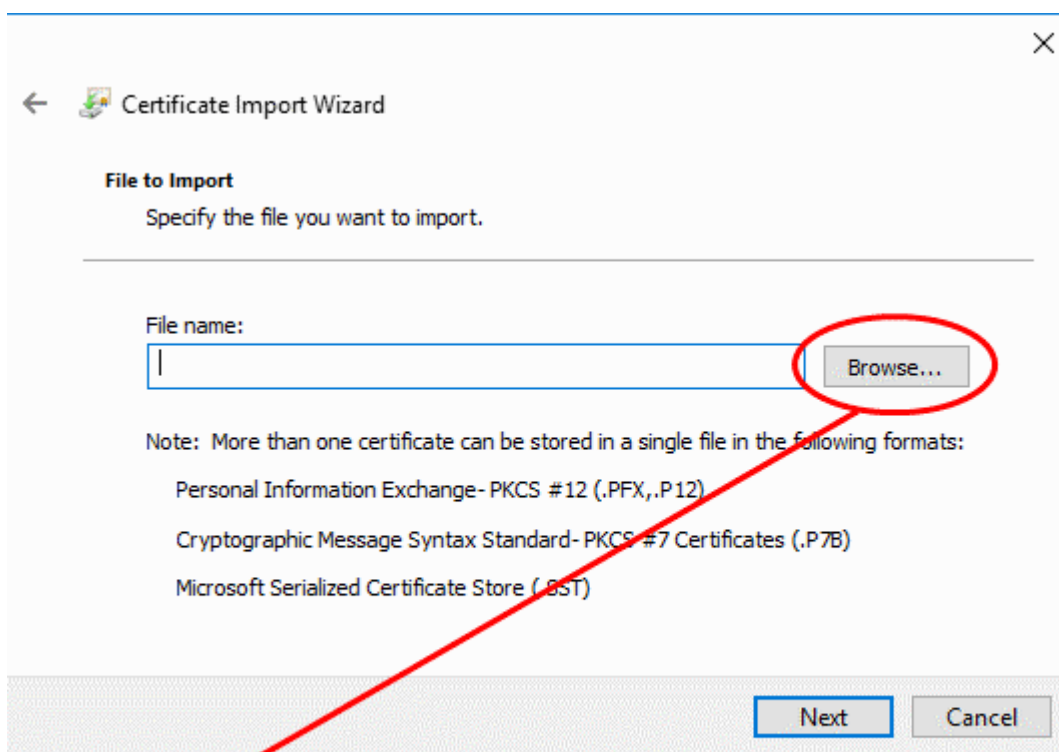 Certificate Import Wizard
File to Import
Specify the file you want to import.
File name:
Browse...
Note: More than one certificate can be stored in a single file in the following formats:
Personal Information Exchange- PKCS #12 (.PFX,.P12)
Cryptographic Message Syntax Standard- PKCS #7 Certificates (.P7B)
Microsoft Serialized Certificate Store (.SST)
Next
Cancel